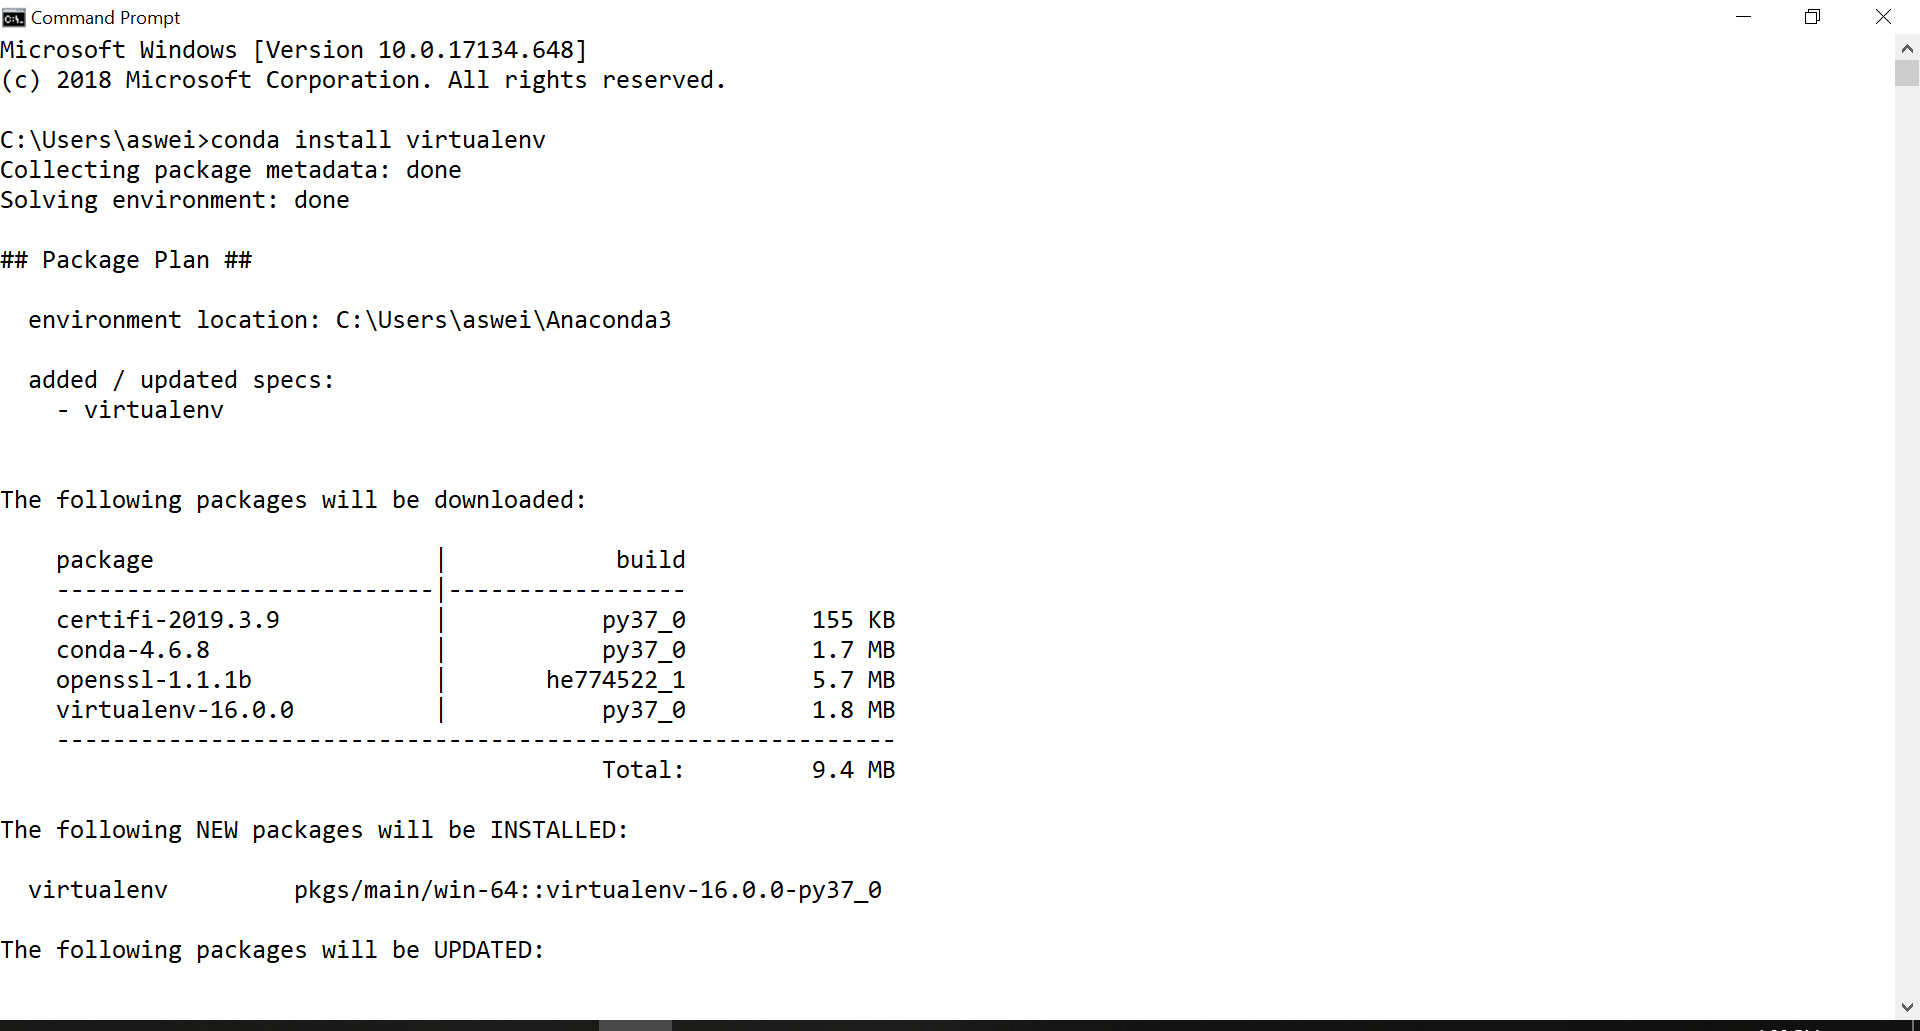 Command Prompt
Microsoft Windows [Version 10.0.17134.648]
(c) 2018 Microsoft Corporation. All rights reserved.
C:\Users\aswei>conda install virtualenv
Collecting package metadata: done
Solving environment: done
## Package Plan ##
environment location: C:\Users\aswei\Anaconda3
added / updated specs:
- virtualenv
The following packages will be downloaded:
package | build
---------------------------|-----------------
certifi-2019.3.9 | py37_0 155 KB
conda-4.6.8 | py37_0 1.7 MB
openssl-1.1.1b | he774522_1 5.7 MB
virtualenv-16.0.0 | py37_0 1.8 MB
------------------------------------------------------------
Total: 9.4 MB
The following NEW packages will be INSTALLED:
virtualenv pkgs/main/win-64::virtualenv-16.0.0-py37_0
The following packages will be UPDATED: